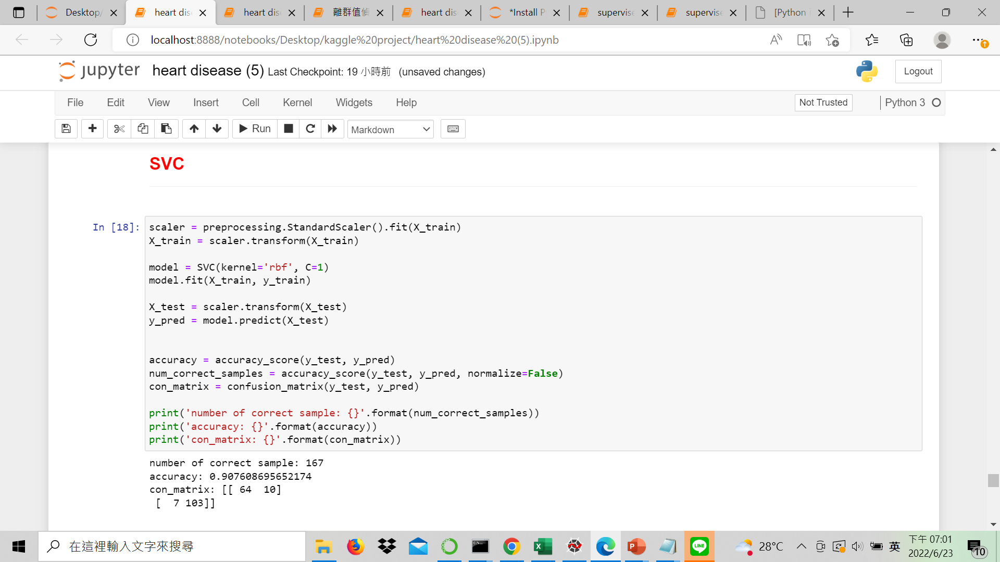 Desktop/
heart dis
heart dis
離群值偵
heart dis
*Install P
supervise
supervise
[Python
localhost:8888/notebooks/Desktop/kaggle%20project/heart%20disease%20(5).ipynb
jupyter heart disease (5) Last Checkpoint: 19 小時前 (unsaved changes)
Logout
File Edit View Insert Cell Kernel Widgets Help Not Trusted Python 3
Run Markdown
SVC
In [18]: scaler = preprocessing.StandardScaler().fit(X_train)
X_train = scaler.transform(X_train)
model = SVC(kernel='rbf', C=1)
model.fit(X_train, y_train)
X_test = scaler.transform(X_test)
y_pred = model.predict(X_test)
accuracy = accuracy_score(y_test, y_pred)
num_correct_samples = accuracy_score(y_test, y_pred, normalize=False)
con_matrix = confusion_matrix(y_test, y_pred)
print('number of correct sample: {}'.format(num_correct_samples))
print('accuracy: {}'.format(accuracy))
print('con_matrix: {}'.format(con_matrix))
number of correct sample: 167
accuracy: 0.907608695652174
con_matrix: [[ 64  10]
[  7 103]]
在這裡輸入文字來搜尋
LINE
28°C
英
下午 07:01
2022/6/23
10